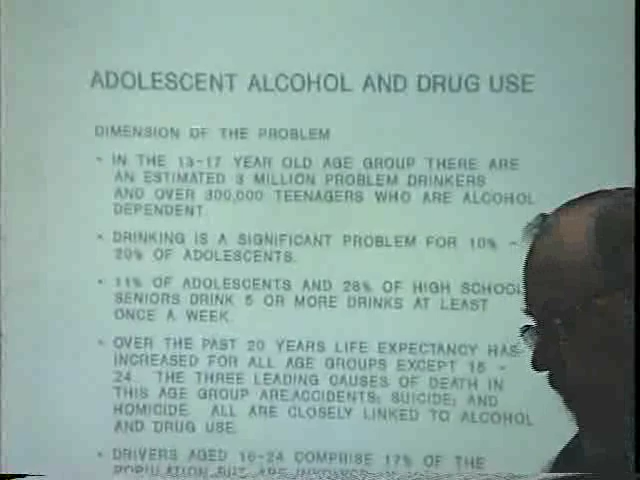 ADOLESCENT ALCOHOL AND DRUG USE
DIMENSION OF THE PROBLEM
• IN THE 13-17 YEAR OLD AGE GROUP THERE ARE
AN ESTIMATED 3 MILLION PROBLEM DRINKERS
AND OVER 300,000 TEENAGERS WHO ARE ALCOHOL
DEPENDENT.
• DRINKING IS A SIGNIFICANT PROBLEM FOR 10% -
20% OF ADOLESCENTS.
• 11% OF ADOLESCENTS AND 28% OF HIGH SCHOOL
SENIORS DRINK 5 OR MORE DRINKS AT LEAST
ONCE A WEEK.
• OVER THE PAST 20 YEARS LIFE EXPECTANCY HAS
INCREASED FOR ALL AGE GROUPS EXCEPT 15 -
24. THE THREE LEADING CAUSES OF DEATH IN
THIS AGE GROUP ARE:ACCIDENTS; SUICIDE; AND
HOMICIDE. ALL ARE CLOSELY LINKED TO ALCOHOL
AND DRUG USE.
• DRIVERS AGED 16-24 COMPRISE 17% OF THE
POPULATION BUT ARE INVOLVED